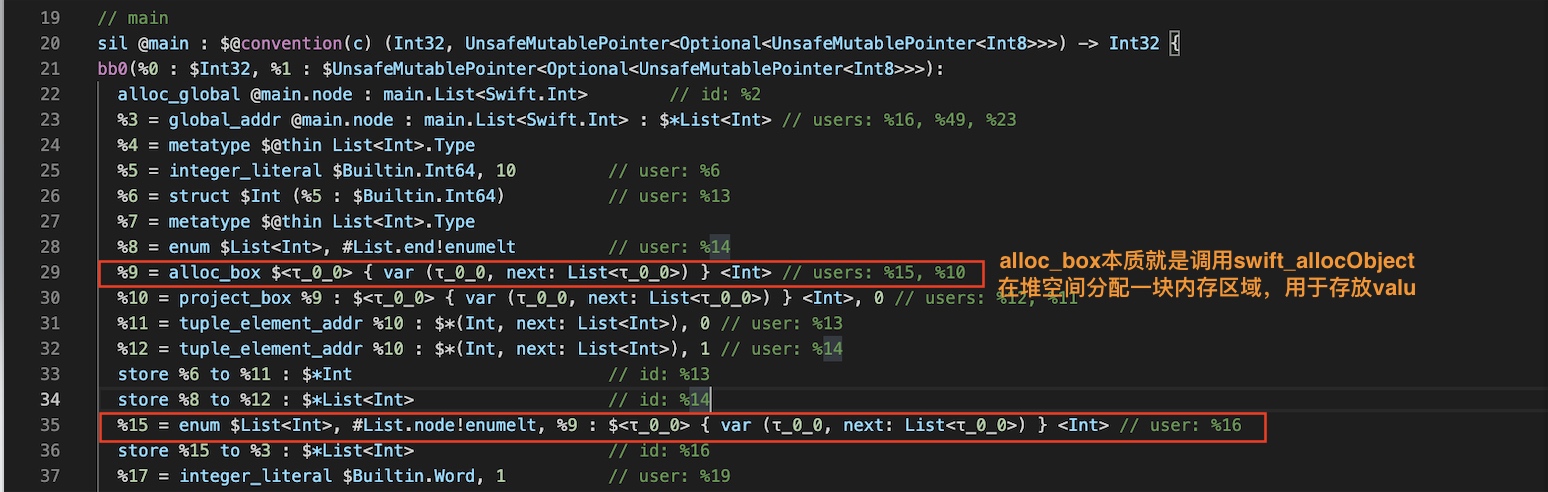 19 // main
20 sil @main : $@convention(c) (Int32, UnsafeMutablePointer<Optional<UnsafeMutablePointer<Int8>>>) -> Int32 {
21 bb0(%0 : $Int32, %1 : $UnsafeMutablePointer<Optional<UnsafeMutablePointer<Int8>>>):
22 alloc_global @main.node : main.List<Swift.Int> // id: %2
23 %3 = global_addr @main.node : main.List<Swift.Int> : $*List<Int> // users: %16, %49, %23
24 %4 = metatype $@thin List<Int>.Type
25 %5 = integer_literal $Builtin.Int64, 10 // user: %6
26 %6 = struct $Int (%5 : $Builtin.Int64) // user: %13
27 %7 = metatype $@thin List<Int>.Type
28 %8 = enum $List<Int>, #List.end!enumelt // user: %14
29 %9 = alloc_box $<τ_0_0> { var (τ_0_0, next: List<τ_0_0>) } <Int> // users: %15, %10
alloc_box本质就是调用swift_allocObject
在堆空间分配一块内存区域，用于存放valu
30 %10 = project_box %9 : $<τ_0_0> { var (τ_0_0, next: List<τ_0_0>) } <Int>, 0 // users: %12, %11
31 %11 = tuple_element_addr %10 : $*(Int, next: List<Int>), 0 // user: %13
32 %12 = tuple_element_addr %10 : $*(Int, next: List<Int>), 1 // user: %14
33 store %6 to %11 : $*Int // id: %13
34 store %8 to %12 : $*List<Int> // id: %14
35 %15 = enum $List<Int>, #List.node!enumelt, %9 : $<τ_0_0> { var (τ_0_0, next: List<τ_0_0>) } <Int> // user: %16
36 store %15 to %3 : $*List<Int> // id: %16
37 %17 = integer_literal $Builtin.Word, 1 // user: %19